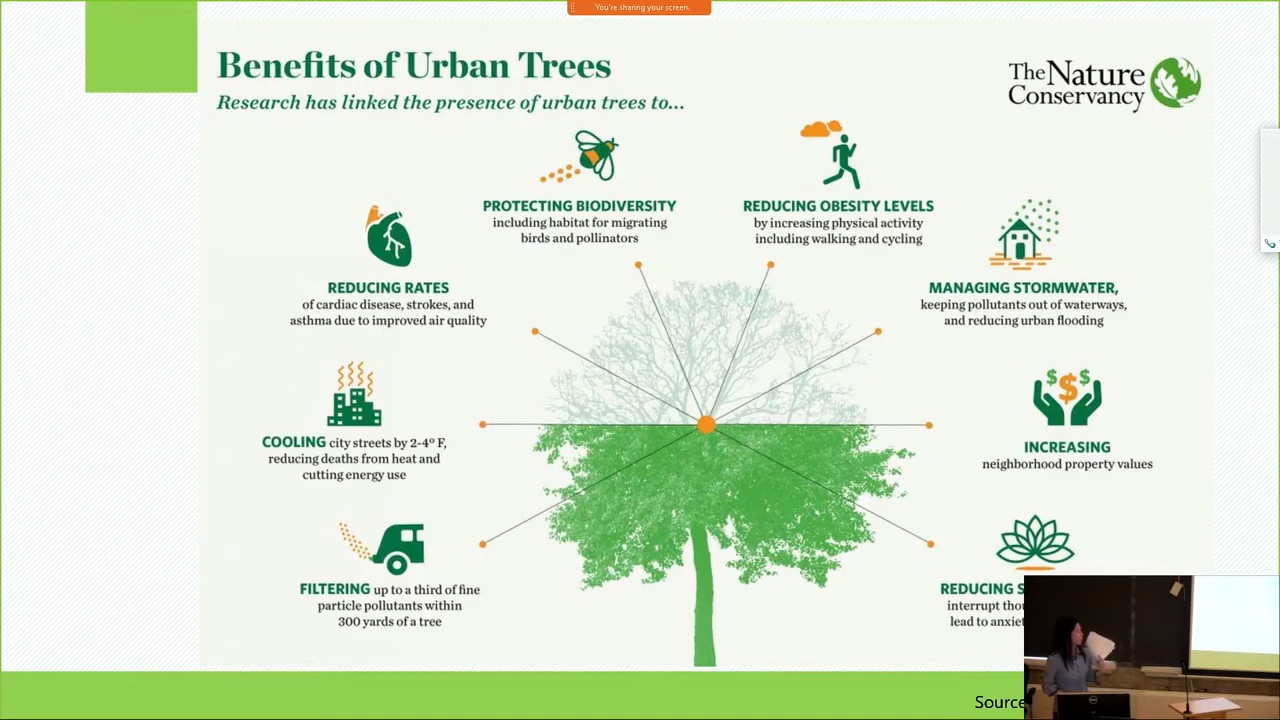 You're sharing your screen.
Benefits of Urban Trees
Research has linked the presence of urban trees to...
The Nature
Conservancy
PROTECTING BIODIVERSITY
including habitat for migrating
birds and pollinators
REDUCING OBESITY LEVELS
by increasing physical activity
including walking and cycling
REDUCING RATES
of cardiac disease, strokes, and
asthma due to improved air quality
MANAGING STORMWATER,
keeping pollutants out of waterways,
and reducing urban flooding
COOLING city streets by 2-4º F,
reducing deaths from heat and
cutting energy use
INCREASING
neighborhood property values
$ $ $
FILTERING up to a third of fine
particle pollutants within
300 yards of a tree
REDUCING
interrupt
lead to
Source